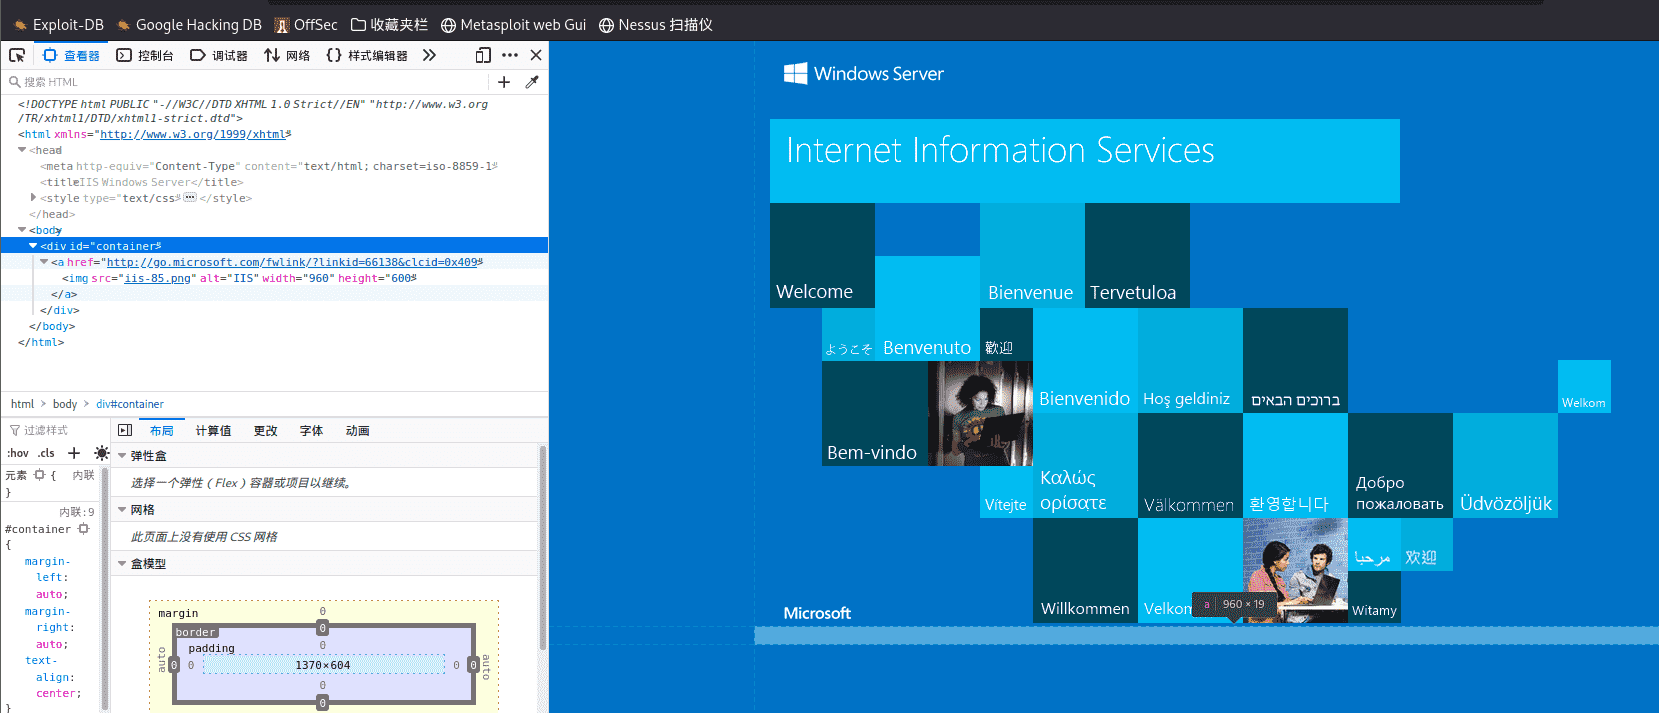 Exploit-DB Google Hacking DB OffSec 收藏夹栏 Metasploit web Gui Nessus 扫描仪
查看器 控制台 调试器 网络 {} 样式编辑器
搜索 HTML
<!DOCTYPE html PUBLIC "-//W3C//DTD XHTML 1.0 Strict//EN" "http://www.w3.org
/TR/xhtml1/DTD/xhtml1-strict.dtd">
<html xmlns="http://www.w3.org/1999/xhtml">
<head>
<meta http-equiv="Content-Type" content="text/html; charset=iso-8859-1">
<title>IIS Windows Server</title>
<style type="text/css"> ··· </style>
</head>
<body>
<div id="container">
<a href="http://go.microsoft.com/fwlink/?linkid=66138&clcid=0x409">
<img src="iis-85.png" alt="IIS" width="960" height="600">
</a>
</div>
</body>
</html>
html > body > div#container
过滤样式
:hov .cls +
元素 { 内联
}
内联:9
#container
{
margin-
left:
auto;
margin-
right:
auto;
text-
align:
center;
}
布局 计算值 更改 字体 动画
弹性盒
选择一个弹性（Flex）容器或项目以继续。
网格
此页面上没有使用 CSS 网格
盒模型
margin 0
border 0
padding 0
auto 0 0 1370×604 0 0 auto
0
0
Windows Server
Internet Information Services
Welcome
Bienvenue
Tervetuloa
ようこそ
Benvenuto
歡迎
Bienvenido
Hoş geldiniz
ברוכים הבאים
Welkom
Bem-vindo
Vítejte
Καλώς
ορίσατε
Välkommen
환영합니다
Добро
пожаловать
Üdvözöljük
Microsoft
Willkommen
Velkom
a 960 × 19
مرحبا
欢迎
Witamy